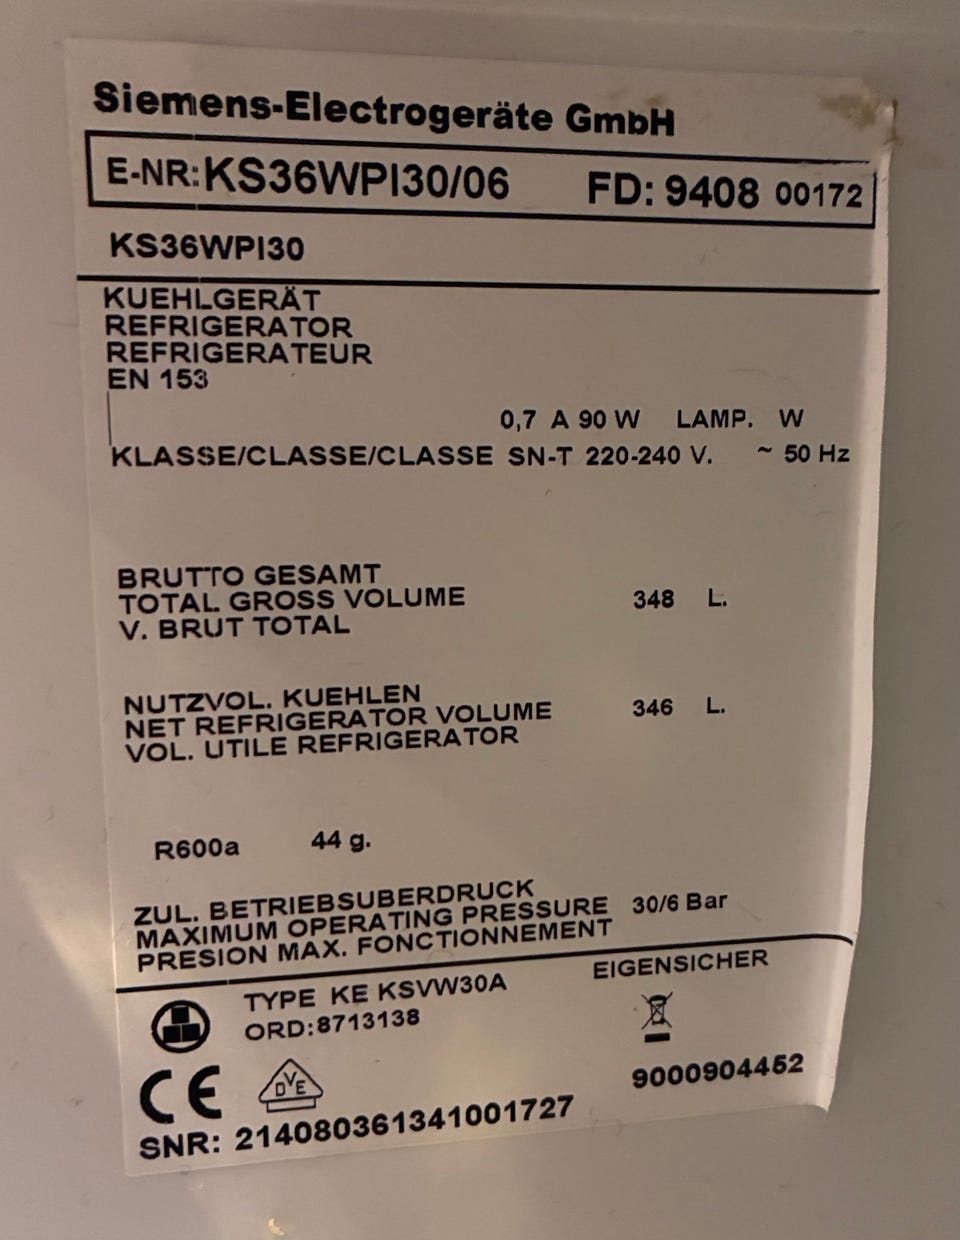 Siemens-Electrogeräte GmbH
E-NR:KS36WPI30/06 FD: 9408 00172
KS36WPI30
KUEHLGERÄT
REFRIGERATOR
REFRIGERATEUR
EN 153
0,7 A 90 W LAMP. W
KLASSE/CLASSE/CLASSE SN-T 220-240 V. ~ 50 Hz
BRUTTO GESAMT
TOTAL GROSS VOLUME 348 L.
V. BRUT TOTAL
NUTZVOL. KUEHLEN
NET REFRIGERATOR VOLUME 346 L.
VOL. UTILE REFRIGERATOR
R600a 44 g.
ZUL. BETRIEBSUBERDRUCK
MAXIMUM OPERATING PRESSURE 30/6 Bar
PRESION MAX. FONCTIONNEMENT
TYPE KE KSVW30A EIGENSICHER
ORD:8713138
CE DVE 9000904452
SNR: 214080361341001727